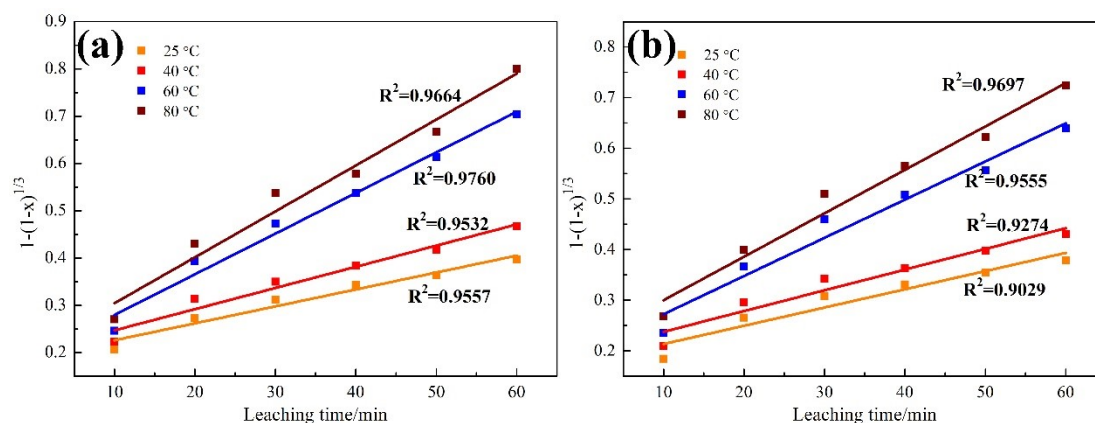 (a)
25 °C
40 °C
60 °C
80 °C
R²=0.9664
R²=0.9760
R²=0.9532
R²=0.9557
0.9
0.8
0.7
0.6
0.5
0.4
0.3
0.2
1-(1-x)^1/3
10 20 30 40 50 60
Leaching time/min
(b)
25 °C
40 °C
60 °C
80 °C
R²=0.9697
R²=0.9555
R²=0.9274
R²=0.9029
0.8
0.7
0.6
0.5
0.4
0.3
0.2
1-(1-x)^1/3
10 20 30 40 50 60
Leaching time/min